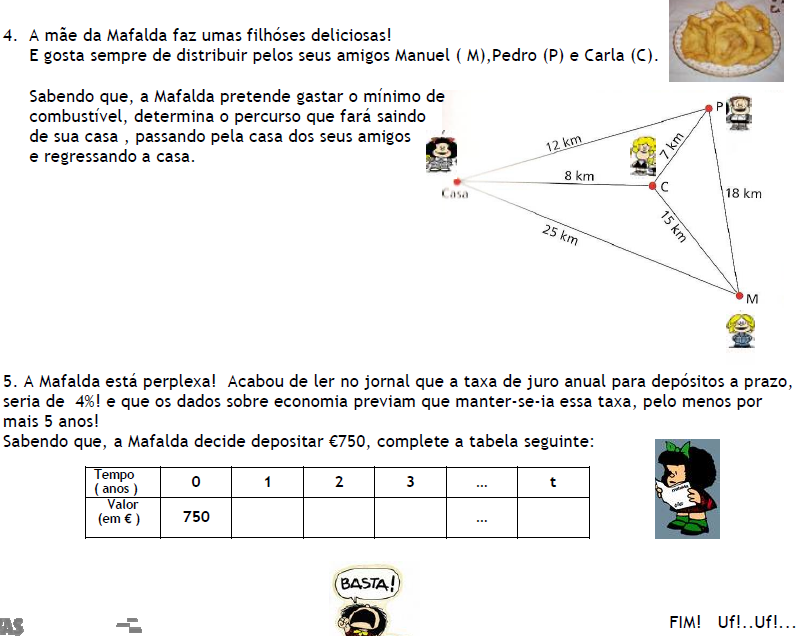 4. A mãe da Mafalda faz umas filhóses deliciosas!
E gosta sempre de distribuir pelos seus amigos Manuel ( M),Pedro (P) e Carla (C).
Sabendo que, a Mafalda pretende gastar o mínimo de
combustível, determina o percurso que fará saindo
de sua casa , passando pela casa dos seus amigos
e regressando a casa.
P
12 km
7 km
8 km
C
Casa
18 km
15 km
25 km
M
5. A Mafalda está perplexa! Acabou de ler no jornal que a taxa de juro anual para depósitos a prazo,
seria de 4%! e que os dados sobre economia previam que manter-se-ia essa taxa, pelo menos por
mais 5 anos!
Sabendo que, a Mafalda decide depositar €750, complete a tabela seguinte:
Tempo
( anos ) 0 1 2 3 ... t
Valor
(em € ) 750 ...
BASTA!
AS
FIM! Uf!..Uf!...